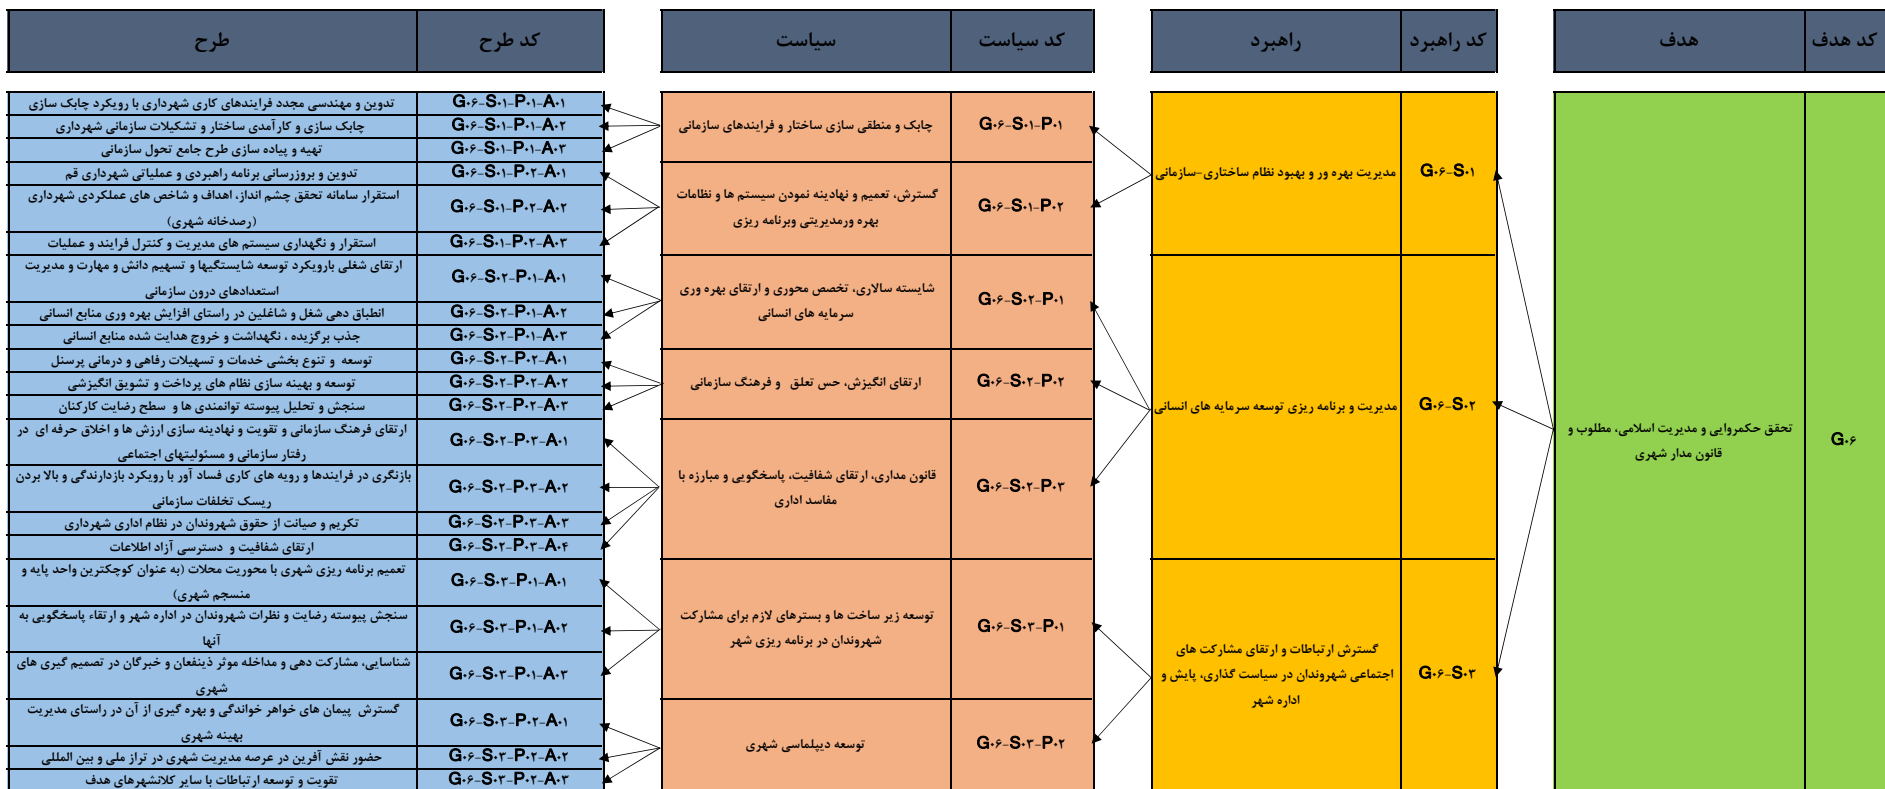 کد هدف
هدف
کد راهبرد
راهبرد
کد سیاست
سیاست
کد طرح
طرح
G۰۶
تحقق حکمروایی و مدیریت اسلامی، مطلوب و
قانون مدار شهری
G۰۶-S۰۱
مدیریت بهره ور و بهبود نظام ساختاری-سازمانی
G۰۶-S۰۲
مدیریت و برنامه ریزی توسعه سرمایه های انسانی
G۰۶-S۰۳
گسترش ارتباطات و ارتقای مشارکت های
اجتماعی شهروندان در سیاست گذاری، پایش و
اداره شهر
G۰۶-S۰۱-P۰۱
چابک و منطقی سازی ساختار و فرایندهای سازمانی
G۰۶-S۰۱-P۰۲
گسترش، تعمیم و نهادینه نمودن سیستم ها و نظامات
بهره ورمدیریتی وبرنامه ریزی
G۰۶-S۰۲-P۰۱
شایسته سالاری، تخصص محوری و ارتقای بهره وری
سرمایه های انسانی
G۰۶-S۰۲-P۰۲
ارتقای انگیزش، حس تعلق و فرهنگ سازمانی
G۰۶-S۰۲-P۰۳
قانون مداری، ارتقای شفافیت، پاسخگویی و مبارزه با
مفاسد اداری
G۰۶-S۰۳-P۰۱
توسعه زیر ساخت ها و بسترهای لازم برای مشارکت
شهروندان در برنامه ریزی شهر
G۰۶-S۰۳-P۰۲
توسعه دیپلماسی شهری
G۰۶-S۰۱-P۰۱-A۰۱
تدوین و مهندسی مجدد فرایندهای کاری شهرداری با رویکرد چابک سازی
G۰۶-S۰۱-P۰۱-A۰۲
چابک سازی و کارآمدی ساختار و تشکیلات سازمانی شهرداری
G۰۶-S۰۱-P۰۱-A۰۳
تهیه و پیاده سازی طرح جامع تحول سازمانی
G۰۶-S۰۱-P۰۲-A۰۱
تدوین و بروزرسانی برنامه راهبردی و عملیاتی شهرداری قم
G۰۶-S۰۱-P۰۲-A۰۲
استقرار سامانه تحقق چشم انداز، اهداف و شاخص های عملکردی شهرداری
(رصدخانه شهری)
G۰۶-S۰۱-P۰۲-A۰۳
استقرار و نگهداری سیستم های مدیریت و کنترل فرایند و عملیات
G۰۶-S۰۲-P۰۱-A۰۱
ارتقای شغلی بارویکرد توسعه شایستگیها و تسهیم دانش و مهارت و مدیریت
استعدادهای درون سازمانی
G۰۶-S۰۲-P۰۱-A۰۲
انطباق دهی شغل و شاغلین در راستای افزایش بهره وری منابع انسانی
G۰۶-S۰۲-P۰۱-A۰۳
جذب برگزیده ، نگهداشت و خروج هدایت شده منابع انسانی
G۰۶-S۰۲-P۰۲-A۰۱
توسعه و تنوع بخشی خدمات و تسهیلات رفاهی و درمانی پرسنل
G۰۶-S۰۲-P۰۲-A۰۲
توسعه و بهینه سازی نظام های پرداخت و تشویق انگیزشی
G۰۶-S۰۲-P۰۲-A۰۳
سنجش و تحلیل پیوسته توانمندی ها و سطح رضایت کارکنان
G۰۶-S۰۲-P۰۳-A۰۱
ارتقای فرهنگ سازمانی و تقویت و نهادینه سازی ارزش ها و اخلاق حرفه ای در
رفتار سازمانی و مسئولیتهای اجتماعی
G۰۶-S۰۲-P۰۳-A۰۲
بازنگری در فرایندها و رویه های کاری فساد آور با رویکرد بازدارندگی و بالا بردن
ریسک تخلفات سازمانی
G۰۶-S۰۲-P۰۳-A۰۳
تکریم و صیانت از حقوق شهروندان در نظام اداری شهرداری
G۰۶-S۰۲-P۰۳-A۰۴
ارتقای شفافیت و دسترسی آزاد اطلاعات
G۰۶-S۰۳-P۰۱-A۰۱
تعمیم برنامه ریزی شهری با محوریت محلات (به عنوان کوچکترین واحد پایه و
منسجم شهری)
G۰۶-S۰۳-P۰۱-A۰۲
سنجش پیوسته رضایت و نظرات شهروندان در اداره شهر و ارتقاء پاسخگویی به
آنها
G۰۶-S۰۳-P۰۱-A۰۳
شناسایی، مشارکت دهی و مداخله موثر ذینفعان و خبرگان در تصمیم گیری های
شهری
G۰۶-S۰۳-P۰۲-A۰۱
گسترش پیمان های خواهر خواندگی و بهره گیری از آن در راستای مدیریت
بهینه شهری
G۰۶-S۰۳-P۰۲-A۰۲
حضور نقش آفرین در عرصه مدیریت شهری در تراز ملی و بین المللی
G۰۶-S۰۳-P۰۲-A۰۳
تقویت و توسعه ارتباطات با سایر کلانشهرهای هدف